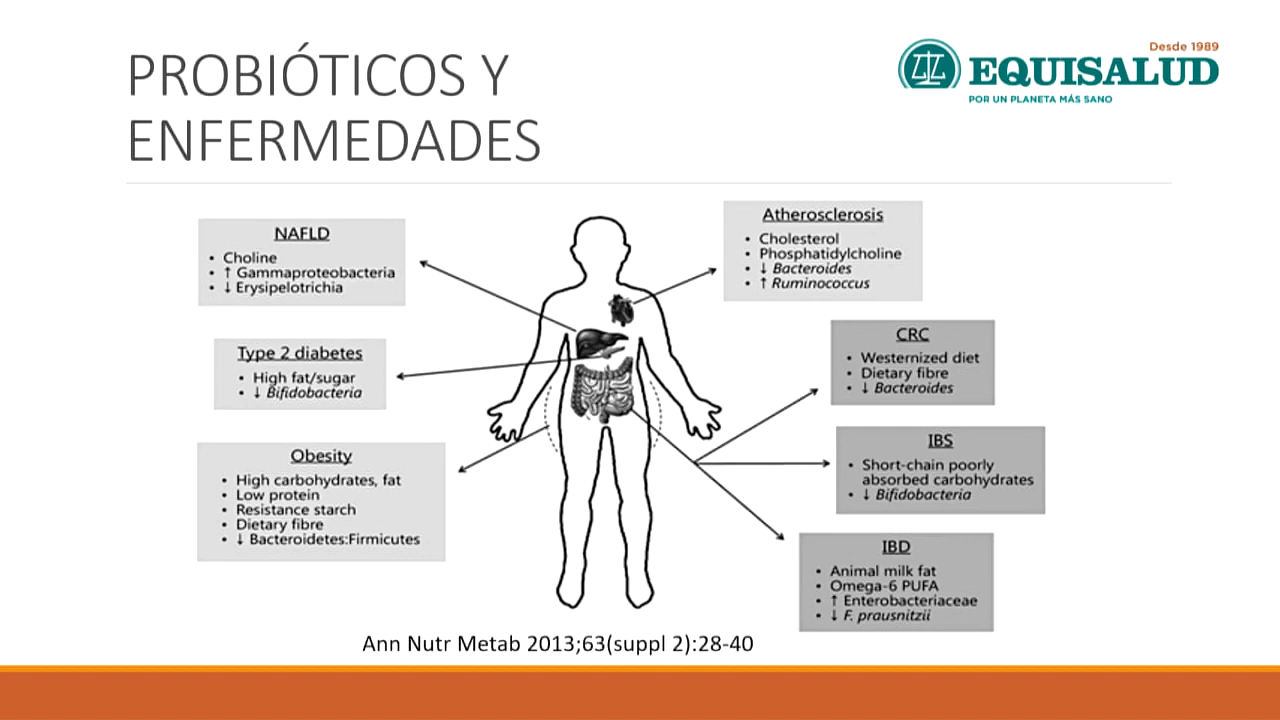 PROBIÓTICOS Y
ENFERMEDADES
Desde 1989
EQUISALUD
POR UN PLANETA MÁS SANO
NAFLD
• Choline
• ↑ Gammaproteobacteria
• ↓ Erysipelotrichia
Type 2 diabetes
• High fat/sugar
• ↓ Bifidobacteria
Obesity
• High carbohydrates, fat
• Low protein
• Resistance starch
• Dietary fibre
• ↓ Bacteroidetes:Firmicutes
Atherosclerosis
• Cholesterol
• Phosphatidylcholine
• ↓ Bacteroides
• ↑ Ruminococcus
CRC
• Westernized diet
• Dietary fibre
• ↓ Bacteroides
IBS
• Short-chain poorly
absorbed carbohydrates
• ↓ Bifidobacteria
IBD
• Animal milk fat
• Omega-6 PUFA
• ↑ Enterobacteriaceae
• ↓ F. prausnitzii
Ann Nutr Metab 2013;63(suppl 2):28-40